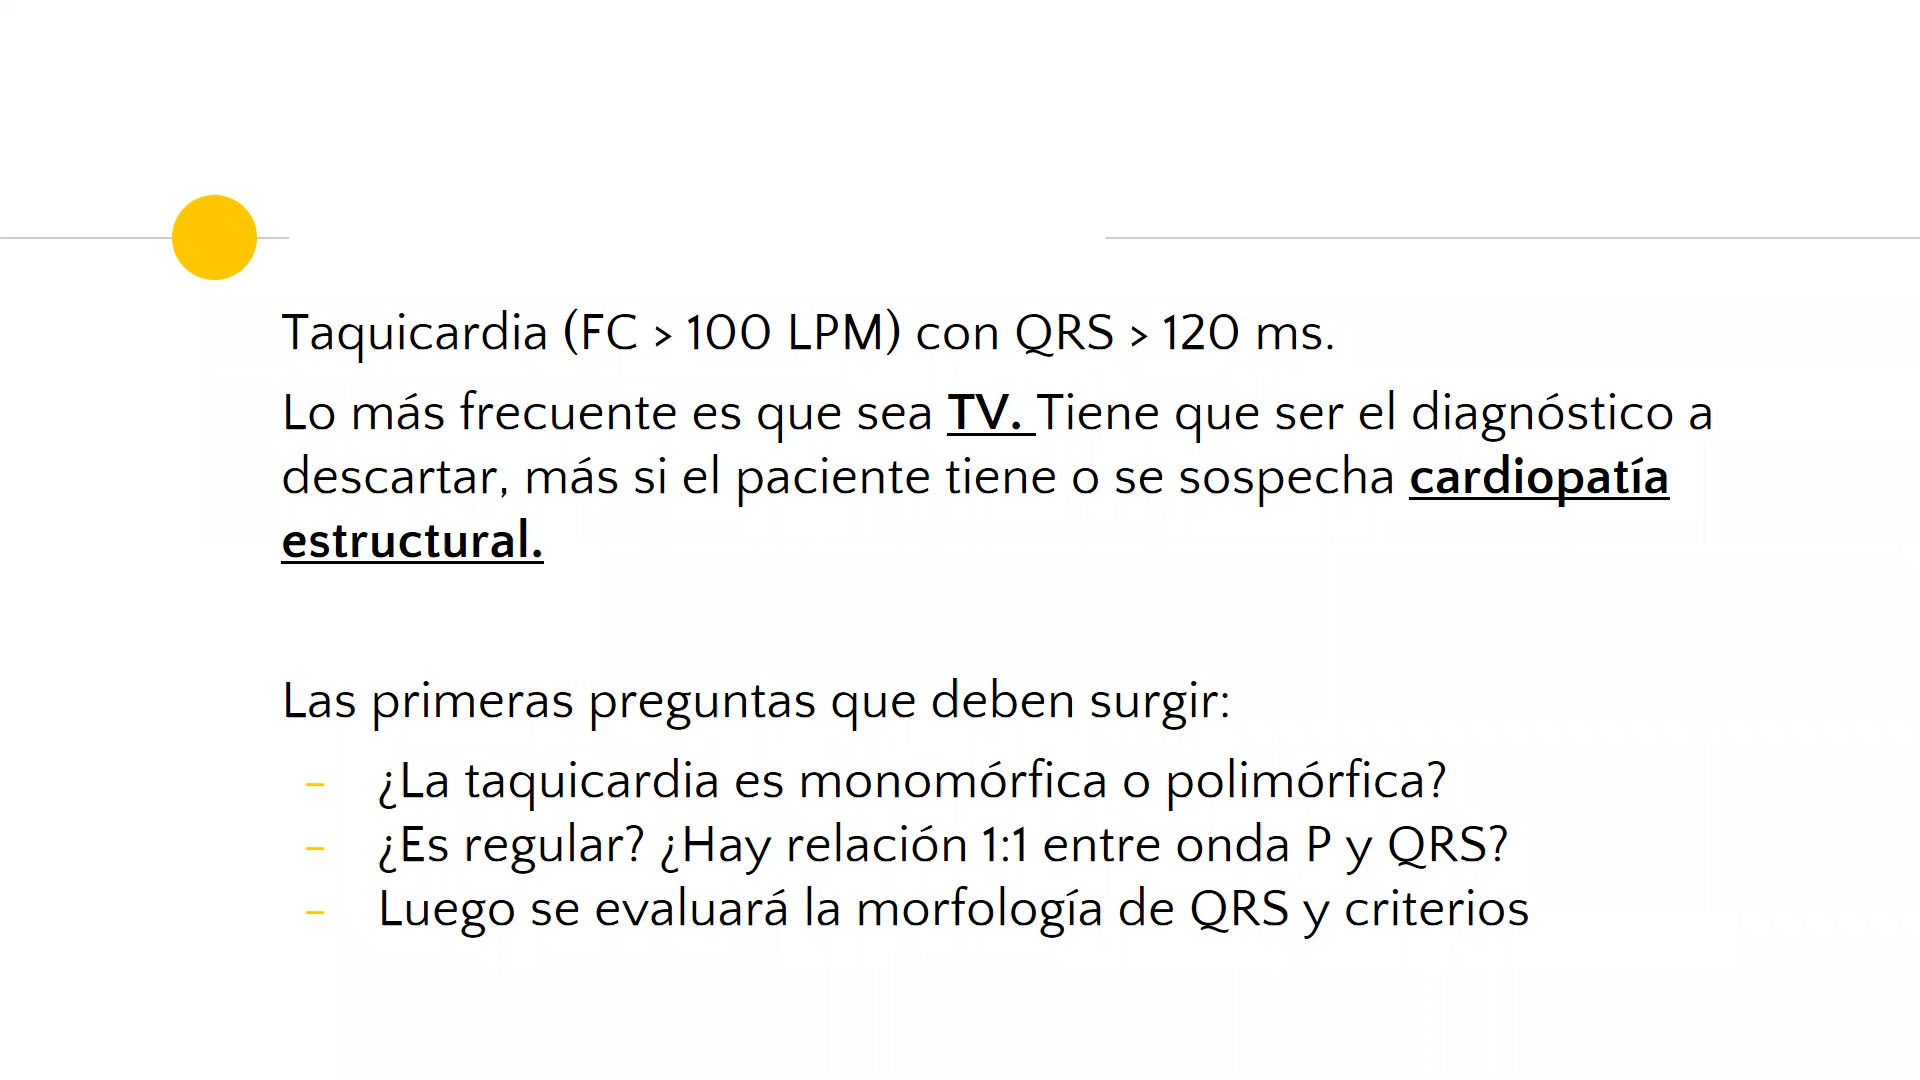 Taquicardia (FC > 100 LPM) con QRS > 120 ms.
Lo más frecuente es que sea TV. Tiene que ser el diagnóstico a
descartar, más si el paciente tiene o se sospecha cardiopatía
estructural.
Las primeras preguntas que deben surgir:
- ¿La taquicardia es monomórfica o polimórfica?
- ¿Es regular? ¿Hay relación 1:1 entre onda P y QRS?
- Luego se evaluará la morfología de QRS y criterios